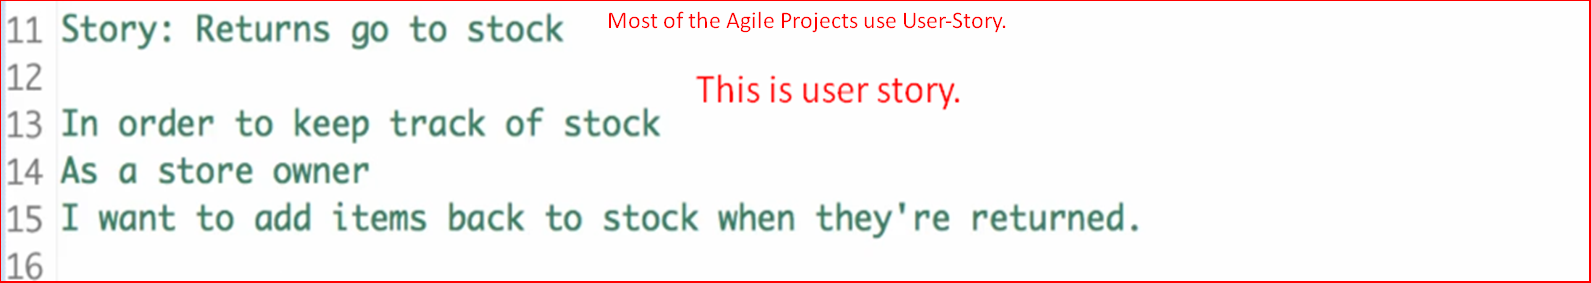 11 Story: Returns go to stock
Most of the Agile Projects use User-Story.
12
This is user story.
13 In order to keep track of stock
14 As a store owner
15 I want to add items back to stock when they're returned.
16